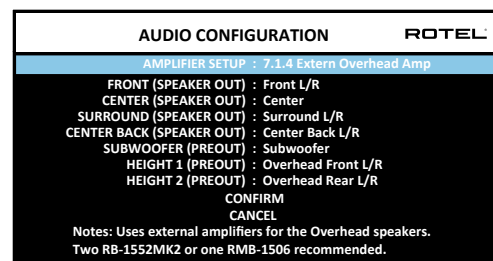 AUDIO CONFIGURATION ROTEL
AMPLIFIER SETUP : 7.1.4 Extern Overhead Amp
FRONT (SPEAKER OUT) : Front L/R
CENTER (SPEAKER OUT) : Center
SURROUND (SPEAKER OUT) : Surround L/R
CENTER BACK (SPEAKER OUT) : Center Back L/R
SUBWOOFER (PREOUT) : Subwoofer
HEIGHT 1 (PREOUT) : Overhead Front L/R
HEIGHT 2 (PREOUT) : Overhead Rear L/R
CONFIRM
CANCEL
Notes: Uses external amplifiers for the Overhead speakers.
Two RB-1552MK2 or one RMB-1506 recommended.